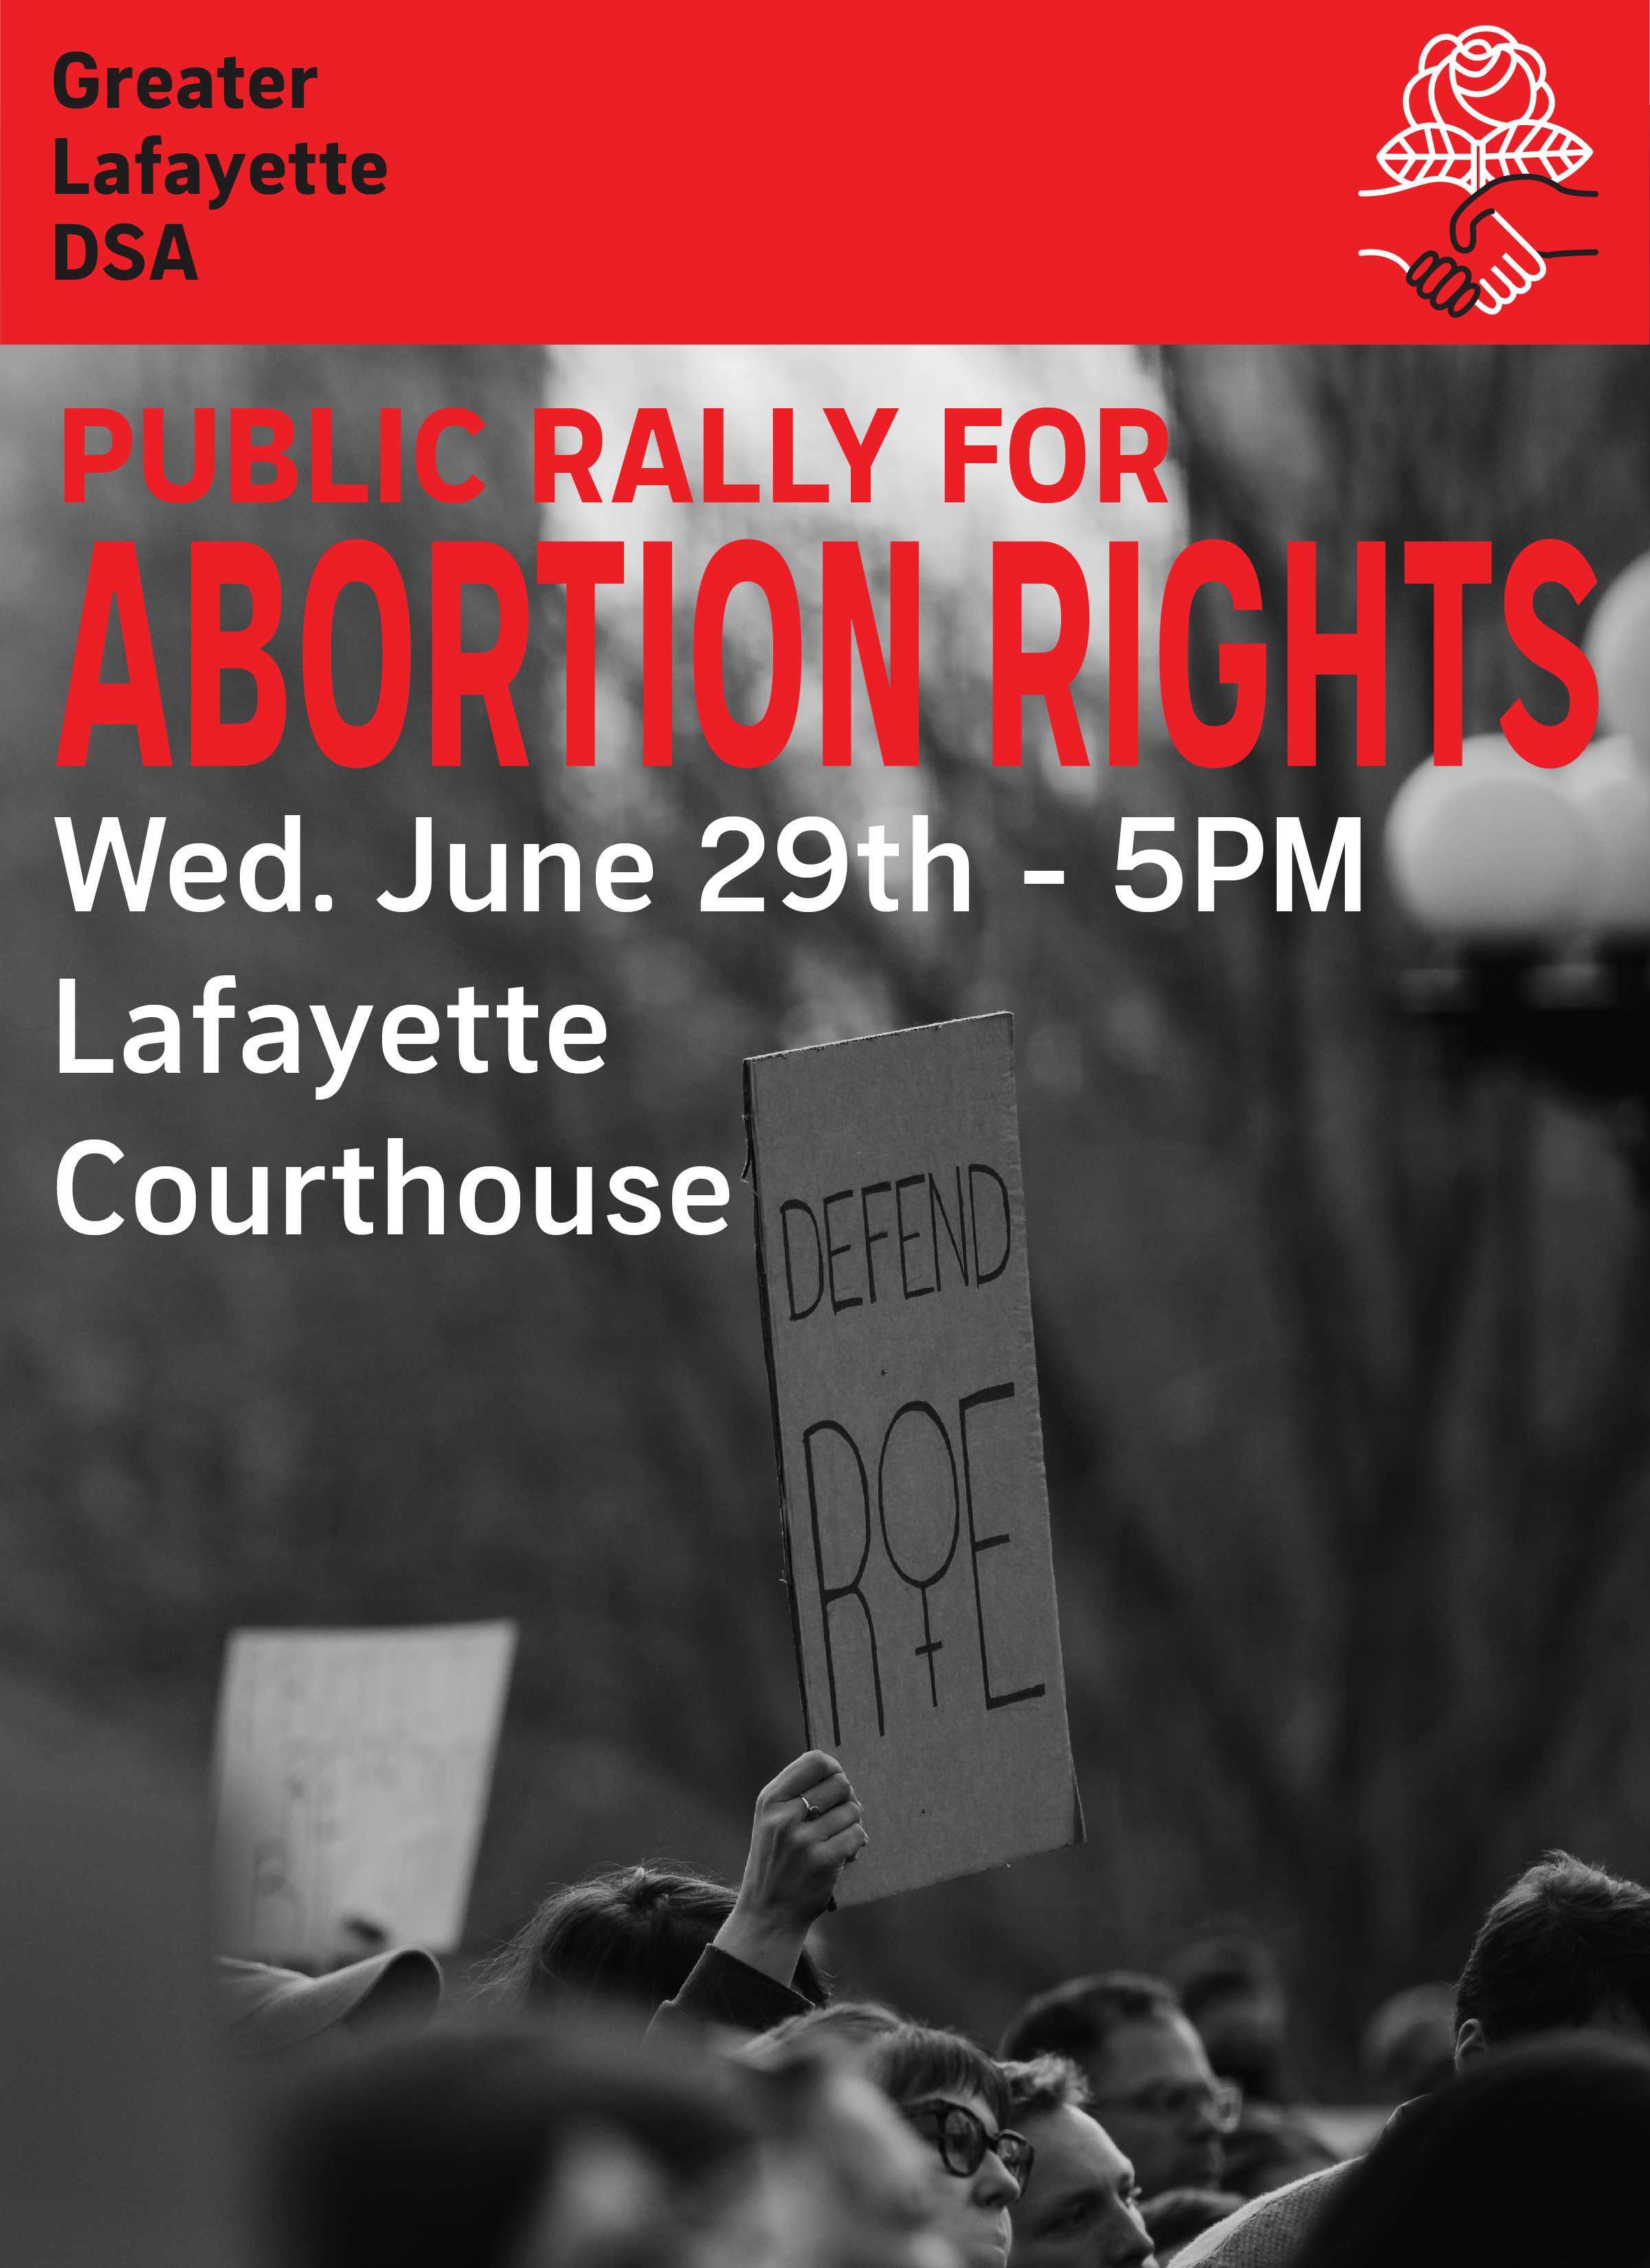 Greater
Lafayette
DSA
PUBLIC RALLY FOR
ABORTION RIGHTS
Wed. June 29th - 5PM
Lafayette
Courthouse
DEFEND
ROE